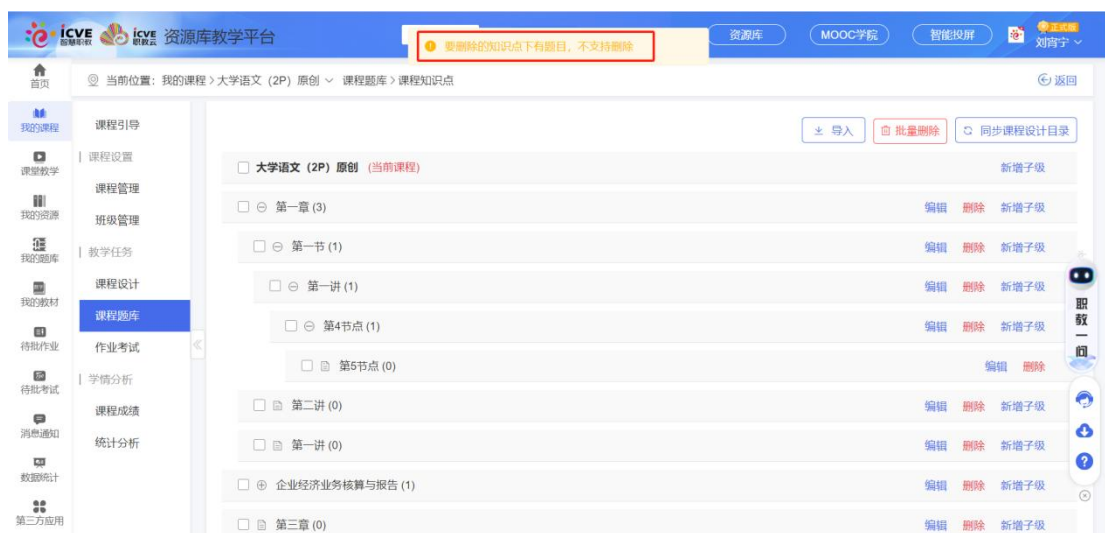 icve 智慧职教 icve 职教云 资源库教学平台
要删除的知识点下有题目，不支持删除
资源库 MOOC学院 智能投屏 正式版 刘宵宁
首页
当前位置：我的课程 > 大学语文（2P）原创 课程题库 > 课程知识点 返回
我的课程
课堂教学
我的资源
我的题库
我的教材
待批作业
待批考试
消息通知
数据统计
第三方应用
课程引导
课程设置
课程管理
班级管理
教学任务
课程设计
课程题库
作业考试
学情分析
课程成绩
统计分析
导入 批量删除 同步课程设计目录
大学语文（2P）原创 (当前课程) 新增子级
第一章 (3) 编辑 删除 新增子级
第一节 (1) 编辑 删除 新增子级
第一讲 (1) 编辑 删除 新增子级
第4节点 (1) 编辑 删除 新增子级
第5节点 (0) 编辑 删除
第二讲 (0) 编辑 删除 新增子级
第一讲 (0) 编辑 删除 新增子级
企业经济业务核算与报告 (1) 编辑 删除 新增子级
第三章 (0) 编辑 删除 新增子级
职教一问